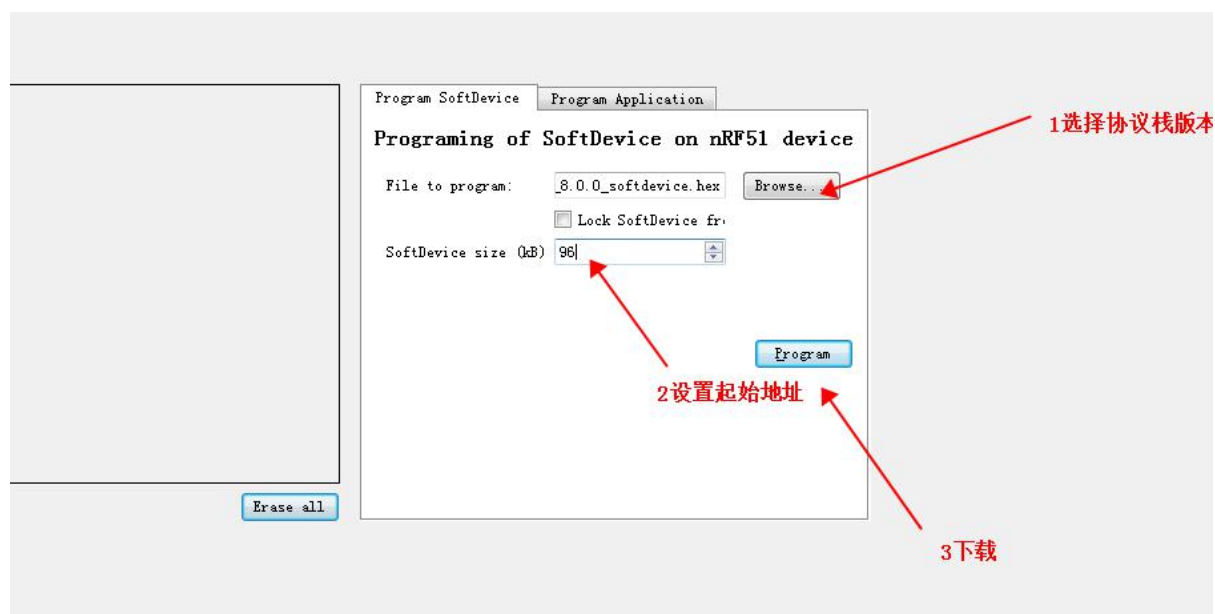 Program SoftDevice
Program Application
Programing of SoftDevice on nRF51 device
1选择协议栈版本
File to program:
_8.0.0_softdevice.hex
Browse...
Lock SoftDevice
SoftDevice size (kB)
96
Program
2设置起始地址
Erase all
3下载